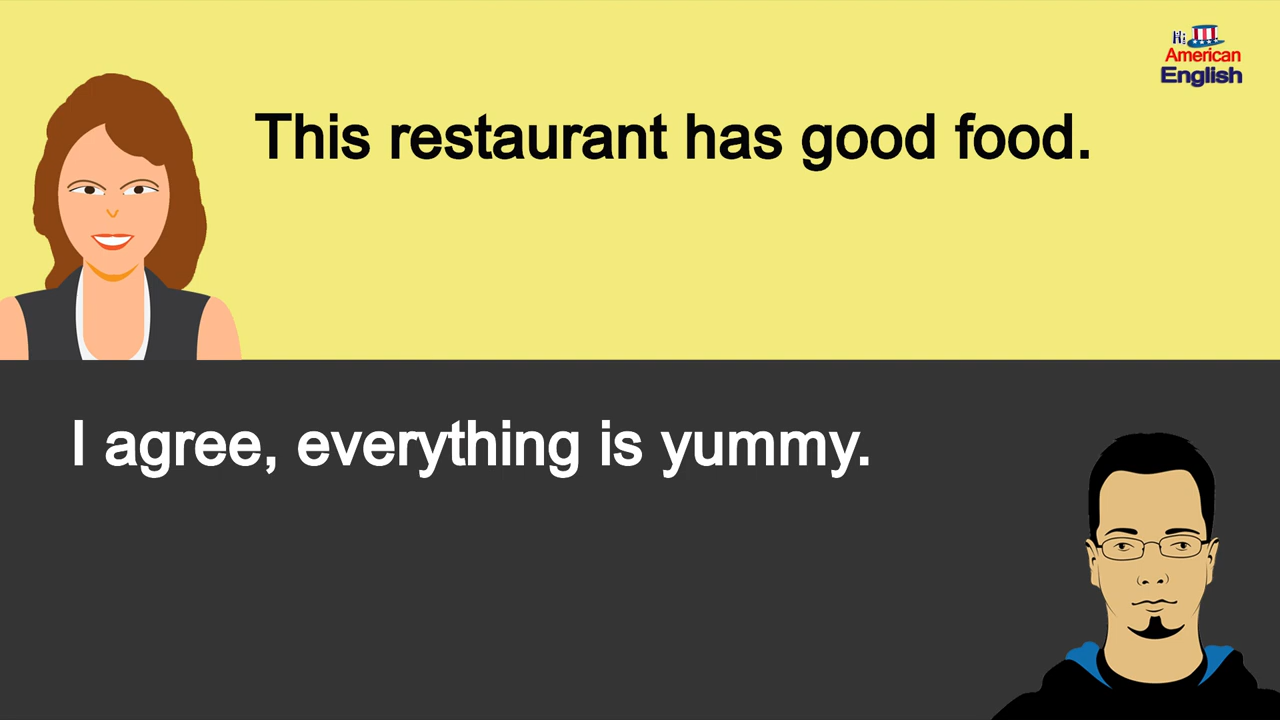 Hi
American
English
This restaurant has good food.
I agree, everything is yummy.